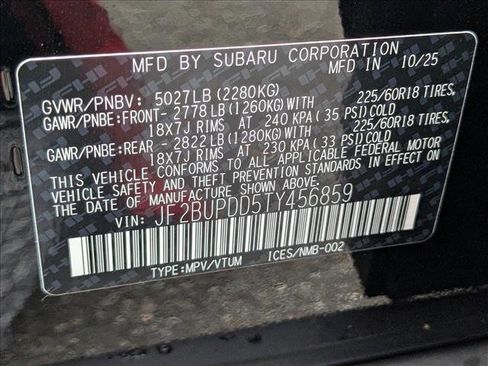 MFD BY SUBARU CORPORATION
MFD IN 10/25
GVWR/PNBV: 5027LB(2280KG)
GAWR/PNBE:FRONT- 2778 LB(1260KG)WITH 225/60R18 TIRES,
18X7J RIMS AT 240 KPA( 35 PSI)COLD
GAWR/PNBE:REAR - 2822 LB(1280KG)WITH 225/60R18 TIRES,
18X7J RIMS AT 230 KPA( 33 PSI)COLD
THIS VEHICLE CONFORMS TO ALL APPLICABLE FEDERAL MOTOR
VEHICLE SAFETY AND THEFT PREVENTION STANDARDS IN EFFECT
ON THE DATE OF MANUFACTURE SHOWN ABOVE.
VIN: JF2BUPDD5TY456859
TYPE:MPV/VTUM ICES/NMB-002